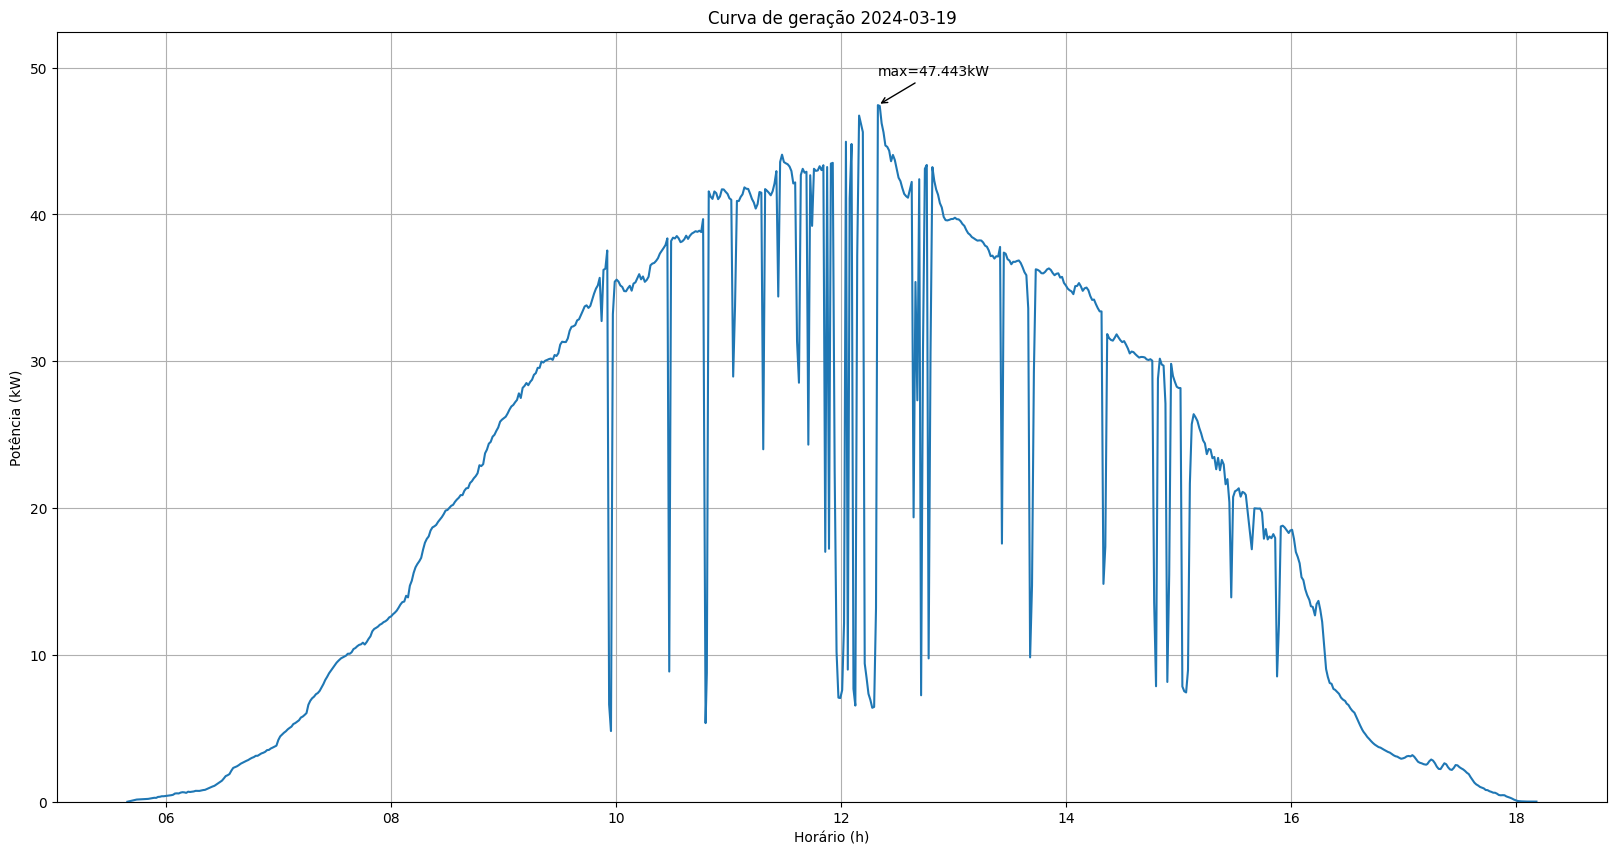 Curva de geração 2024-03-19
max=47.443kW
50
40
30
20
10
0
Potência (kW)
06 08 10 12 14 16 18
Horário (h)